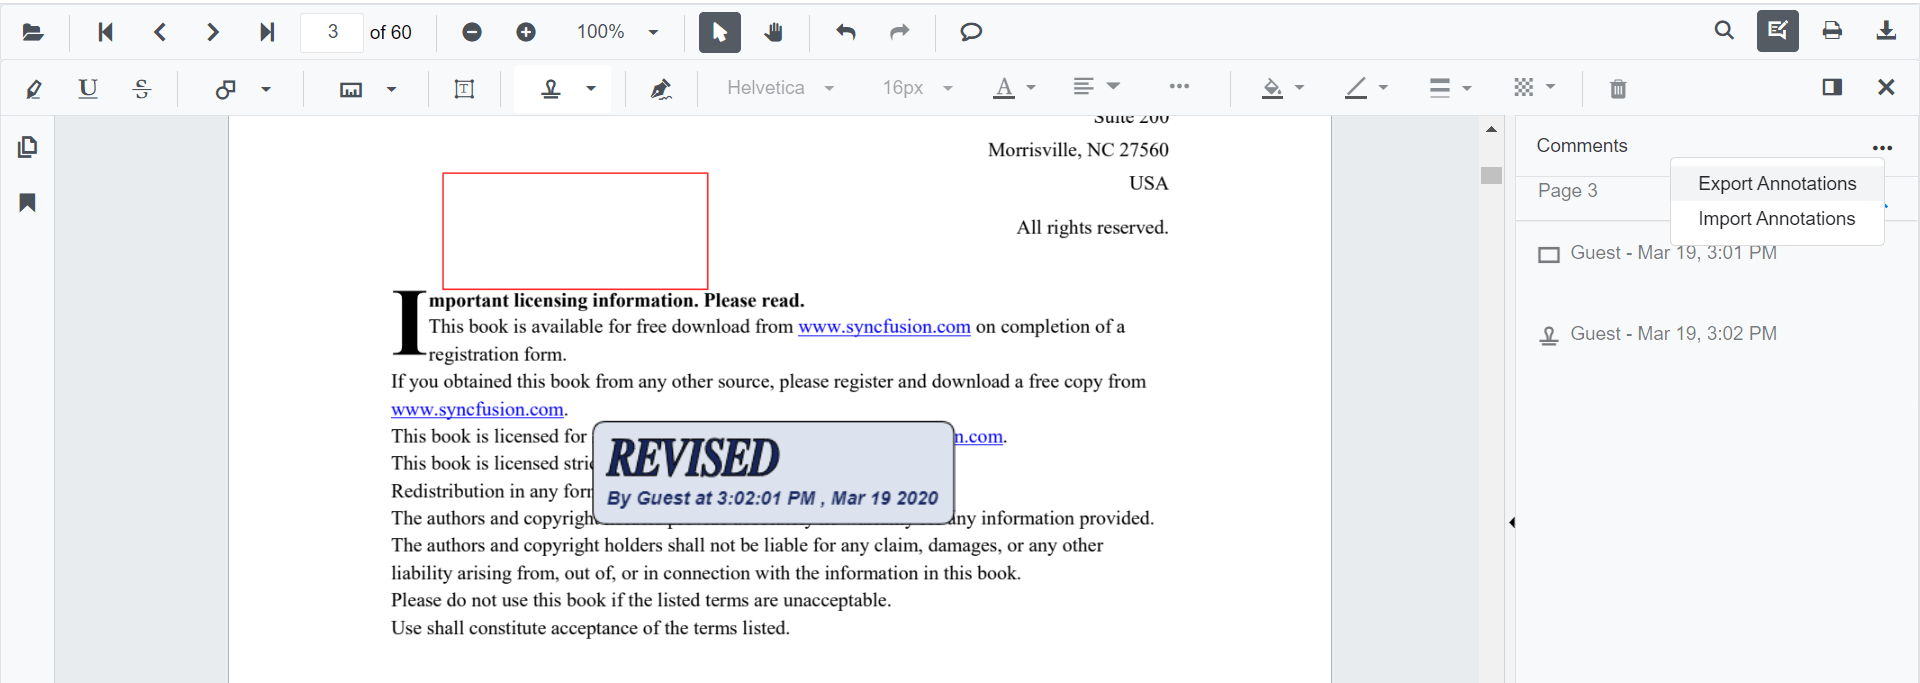 3 of 60 100%
Helvetica 16px
Suite 200
Morrisville, NC 27560
USA
All rights reserved.
Important licensing information. Please read.
This book is available for free download from www.syncfusion.com on completion of a
registration form.
If you obtained this book from any other source, please register and download a free copy from
www.syncfusion.com.
This book is licensed for n.com.
This book is licensed stric
Redistribution in any for
The authors and copyright any information provided.
REVISED
By Guest at 3:02:01 PM , Mar 19 2020
The authors and copyright holders shall not be liable for any claim, damages, or any other
liability arising from, out of, or in connection with the information in this book.
Please do not use this book if the listed terms are unacceptable.
Use shall constitute acceptance of the terms listed.
Comments
Page 3
Export Annotations
Import Annotations
Guest - Mar 19, 3:01 PM
Guest - Mar 19, 3:02 PM